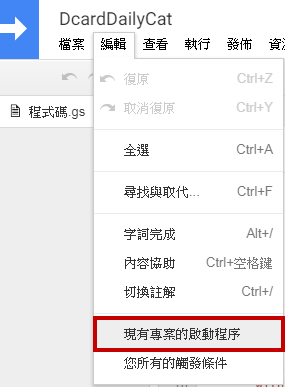 DcardDailyCat
檔案 編輯 查看 執行 發佈
復原 Ctrl+Z
取消復原 Ctrl+Y
程式碼.gs
全選 Ctrl+A
尋找與取代... Ctrl+F
字詞完成 Alt+/
內容協助 Ctrl+空格鍵
切換註解 Ctrl+/
現有專案的啟動程序
您所有的觸發條件